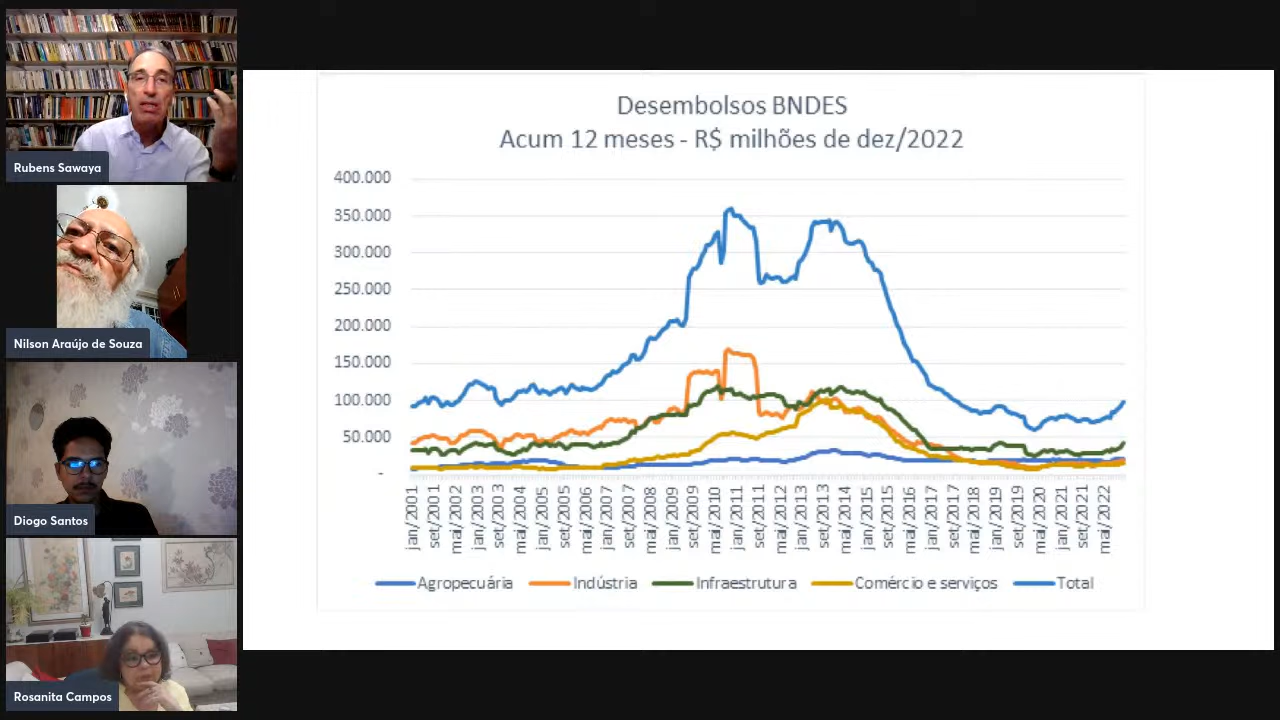 Rubens Sawaya
Nilson Araújo de Souza
Diogo Santos
Rosanita Campos
Desembolsos BNDES
Acum 12 meses - R$ milhões de dez/2022
400.000
350.000
300.000
250.000
200.000
150.000
100.000
50.000
-
jan/2001
set/2001
mai/2002
jan/2003
set/2003
mai/2004
jan/2005
set/2005
mai/2006
jan/2007
set/2007
mai/2008
jan/2009
set/2009
mai/2010
jan/2011
set/2011
mai/2012
jan/2013
set/2013
mai/2014
jan/2015
set/2015
mai/2016
jan/2017
set/2017
mai/2018
jan/2019
set/2019
mai/2020
jan/2021
set/2021
mai/2022
Agropecuária Indústria Infraestrutura Comércio e serviços Total